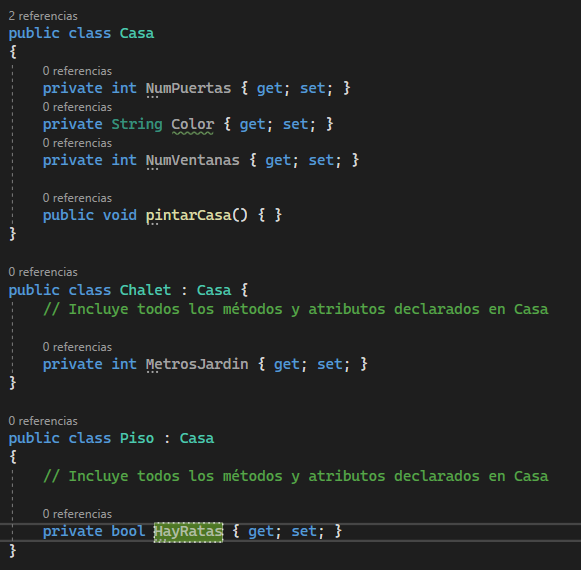 2 referencias
public class Casa
{
0 referencias
private int NumPuertas { get; set; }
0 referencias
private String Color { get; set; }
0 referencias
private int NumVentanas { get; set; }
0 referencias
public void pintarCasa() { }
}
0 referencias
public class Chalet : Casa {
// Incluye todos los métodos y atributos declarados en Casa
0 referencias
private int MetrosJardin { get; set; }
}
0 referencias
public class Piso : Casa
{
// Incluye todos los métodos y atributos declarados en Casa
0 referencias
private bool HayRatas { get; set; }
}